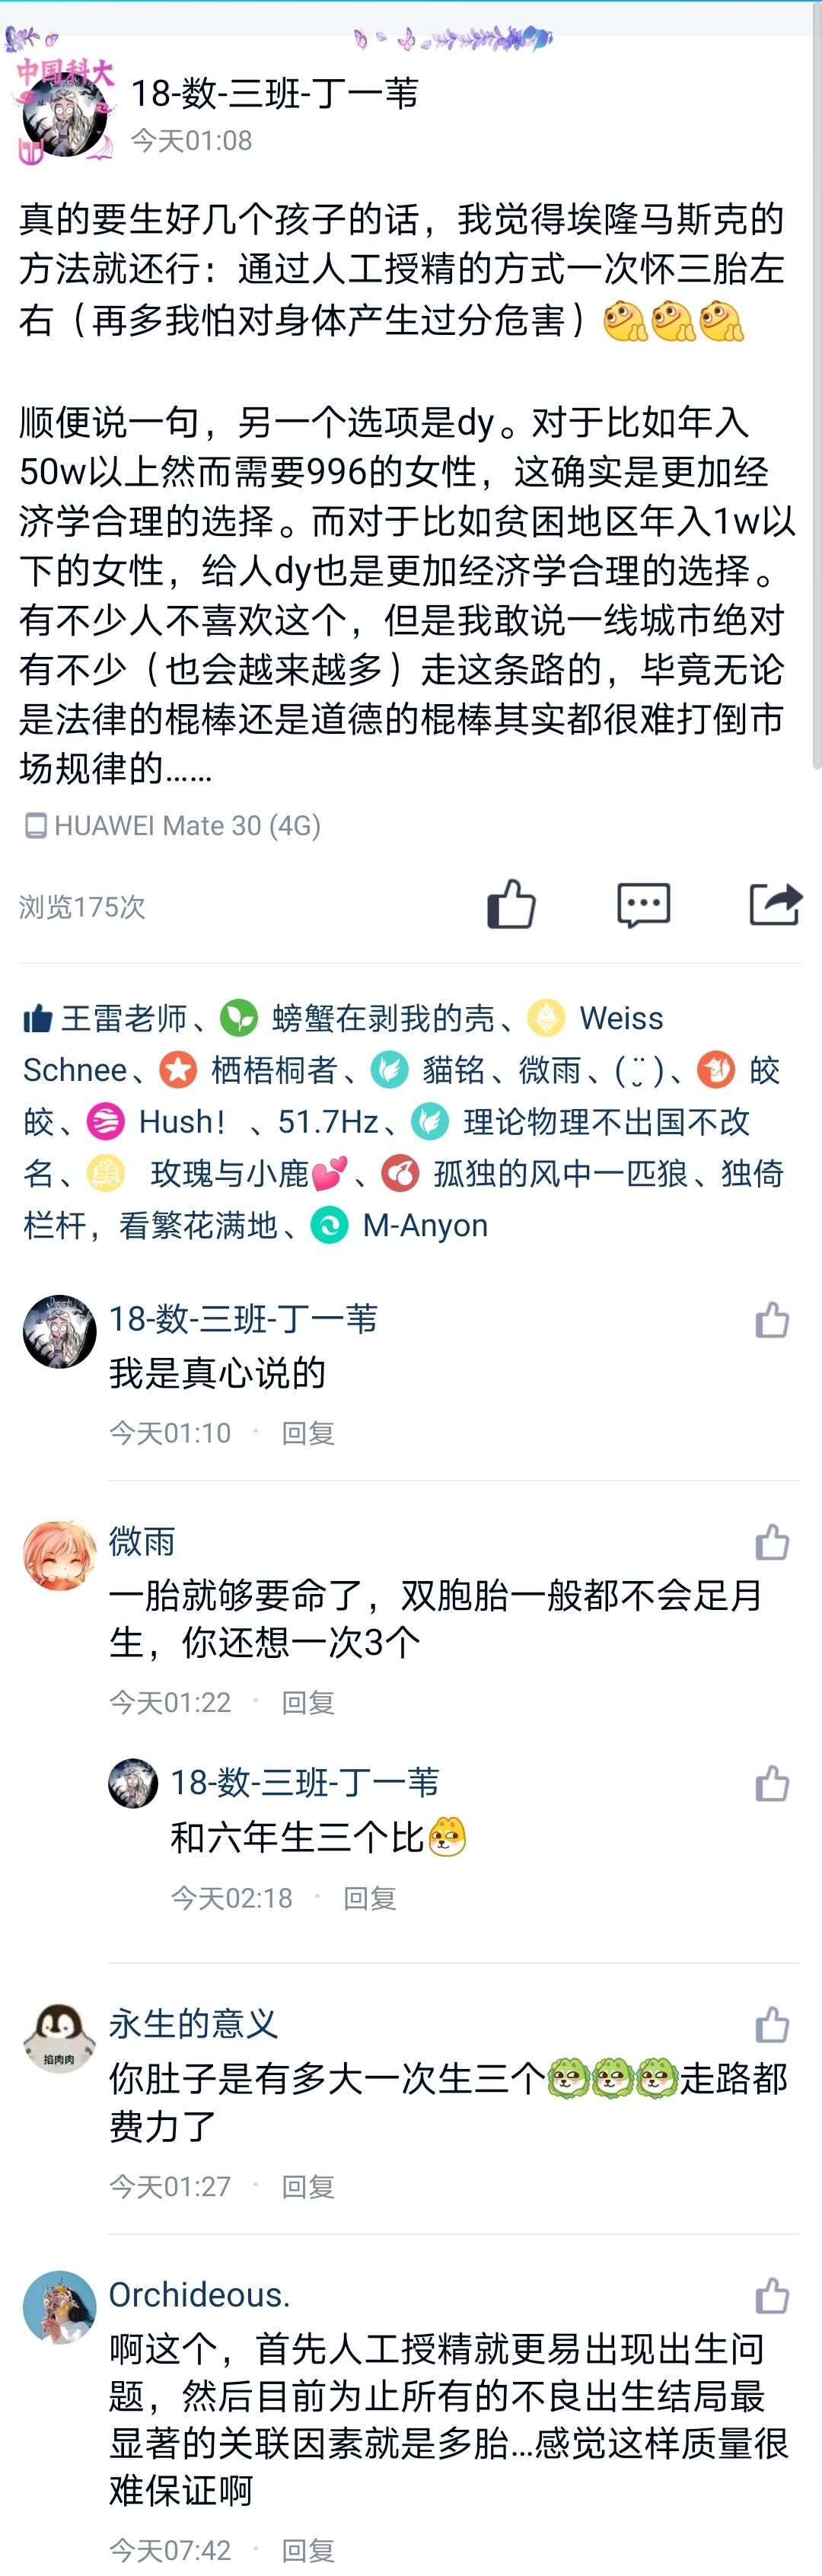 中国科大
18-数-三班-丁一苇
今天01:08
真的要生好几个孩子的话，我觉得埃隆马斯克的
方法就还行：通过人工授精的方式一次怀三胎左
右（再多我怕对身体产生过分危害）
顺便说一句，另一个选项是dy。对于比如年入
50w以上然而需要996的女性，这确实是更加经
济学合理的选择。而对于比如贫困地区年入1w以
下的女性，给人dy也是更加经济学合理的选择。
有不少人不喜欢这个，但是我敢说一线城市绝对
有不少（也会越来越多）走这条路的，毕竟无论
是法律的棍棒还是道德的棍棒其实都很难打倒市
场规律的……
HUAWEI Mate 30 (4G)
浏览175次
王雷老师、螃蟹在剥我的壳、Weiss
Schnee、栖梧桐者、貓铭、微雨、(¨̮)、皎
皎、Hush！、51.7Hz、理论物理不出国不改
名、玫瑰与小鹿💕、孤独的风中一匹狼、独倚
栏杆，看繁花满地、M-Anyon
18-数-三班-丁一苇
我是真心说的
今天01:10 · 回复
微雨
一胎就够要命了，双胞胎一般都不会足月
生，你还想一次3个
今天01:22 · 回复
18-数-三班-丁一苇
和六年生三个比
今天02:18 · 回复
永生的意义
掐肉肉
你肚子是有多大一次生三个走路都
费力了
今天01:27 · 回复
Orchideous.
啊这个，首先人工授精就更易出现出生问
题，然后目前为止所有的不良出生结局最
显著的关联因素就是多胎…感觉这样质量很
难保证啊
今天07:42 · 回复